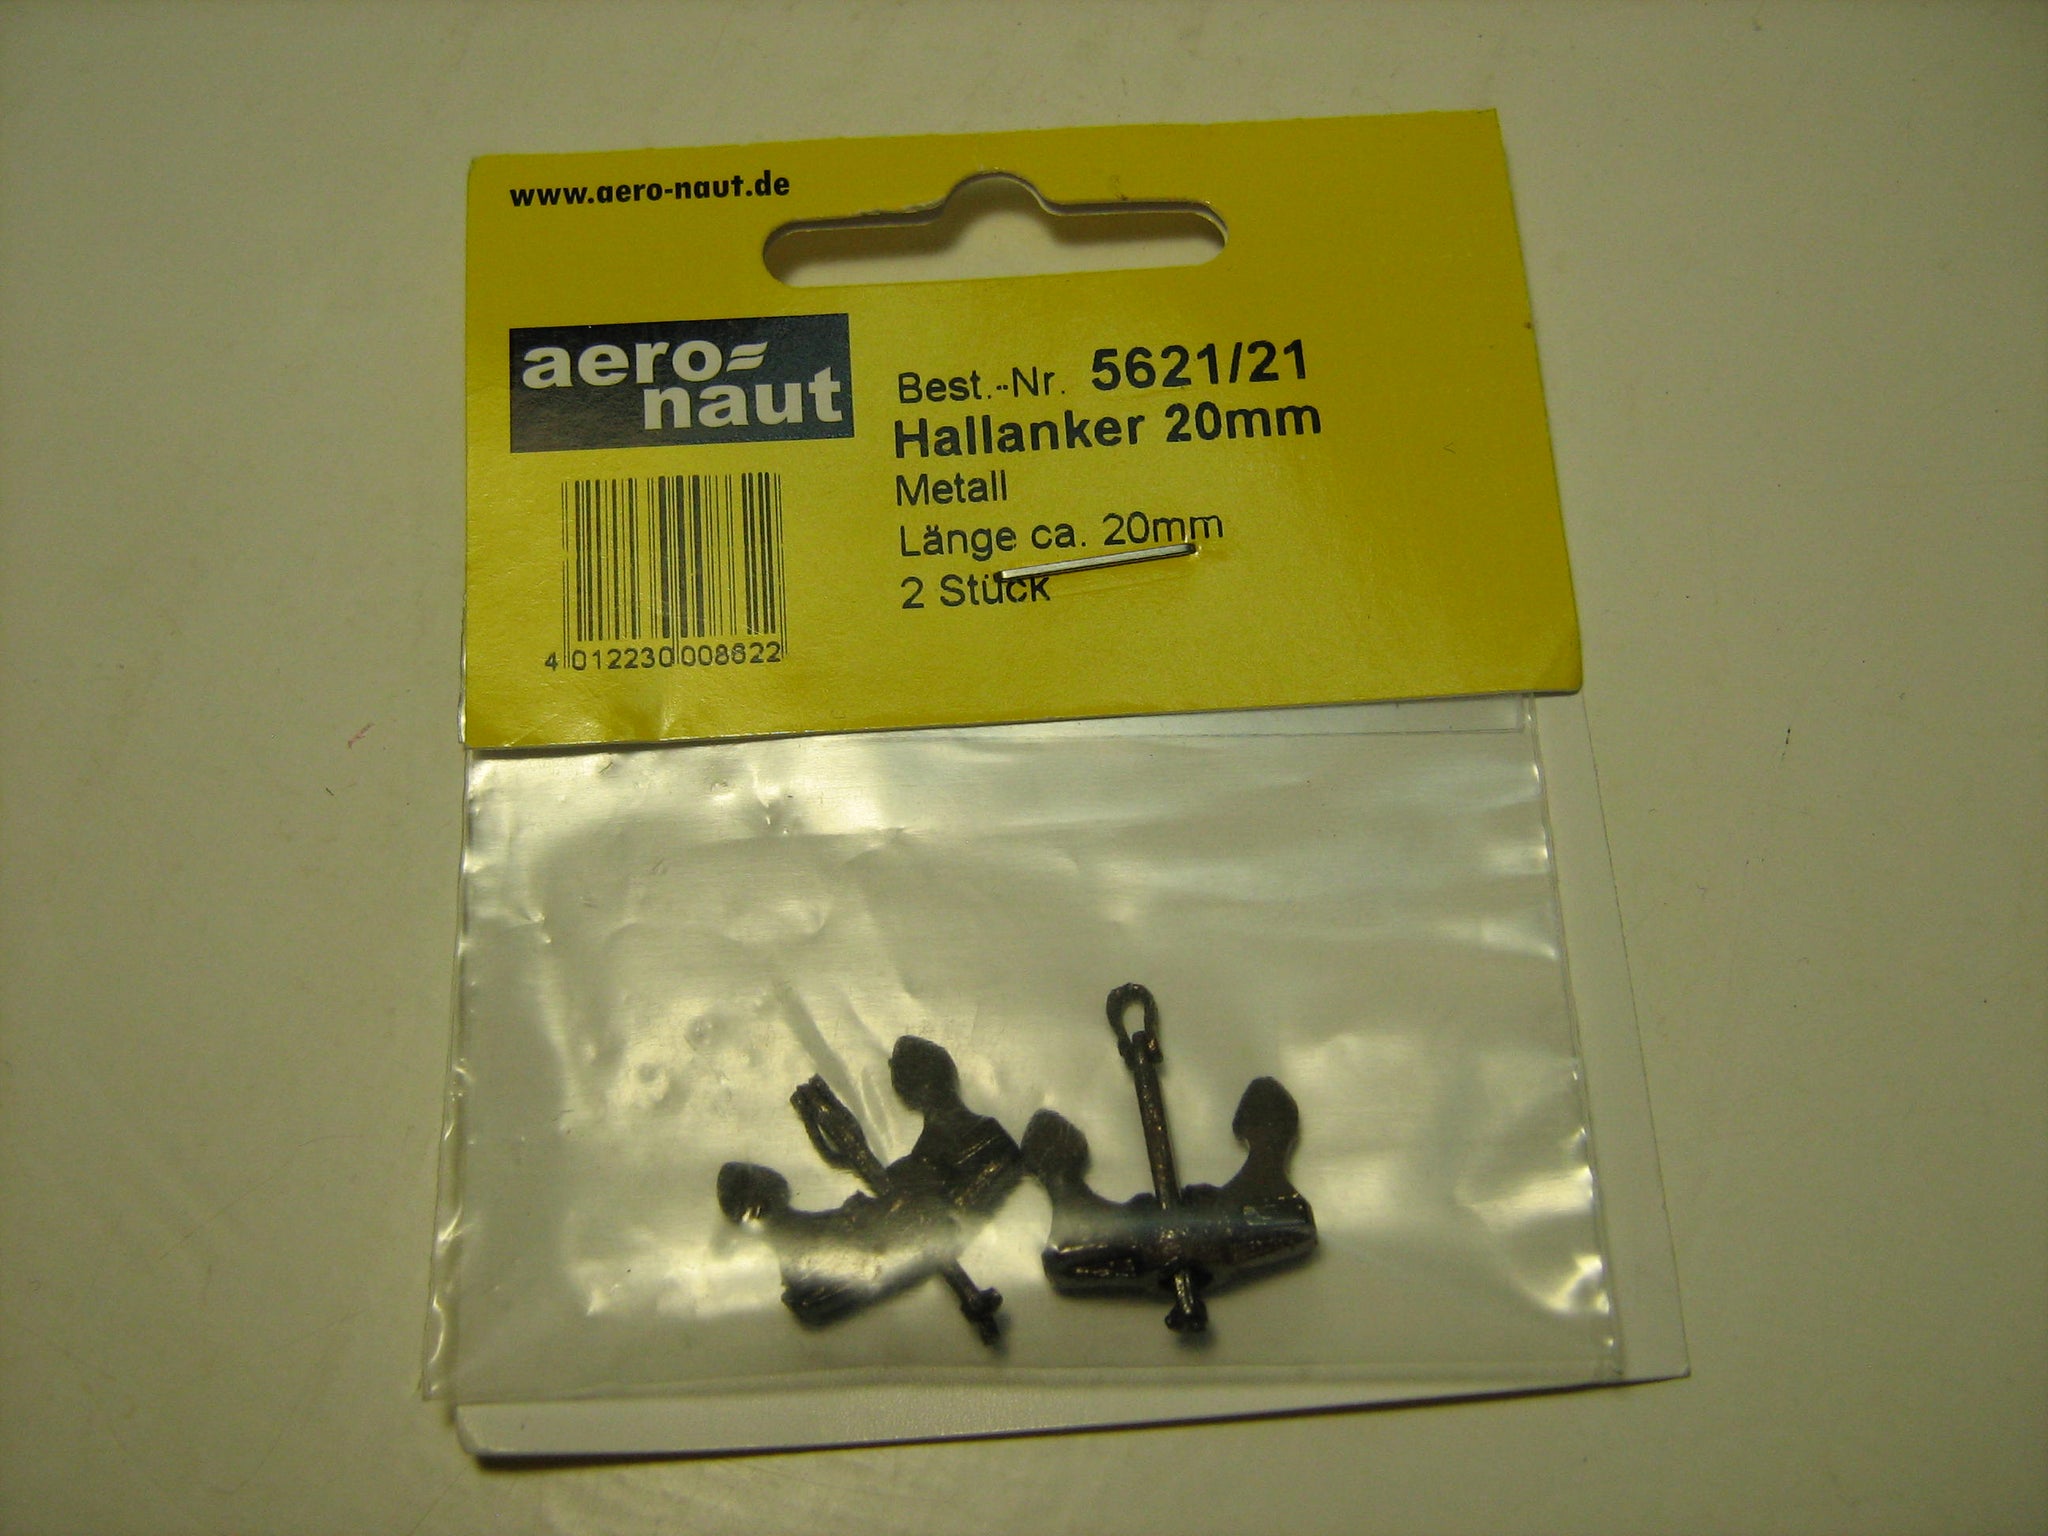 www.aero-naut.de
aero=
naut
Best.-Nr. 5621/21
Hallanker 20mm
Metall
Länge ca. 20mm
2 Stück
4 012230 008822